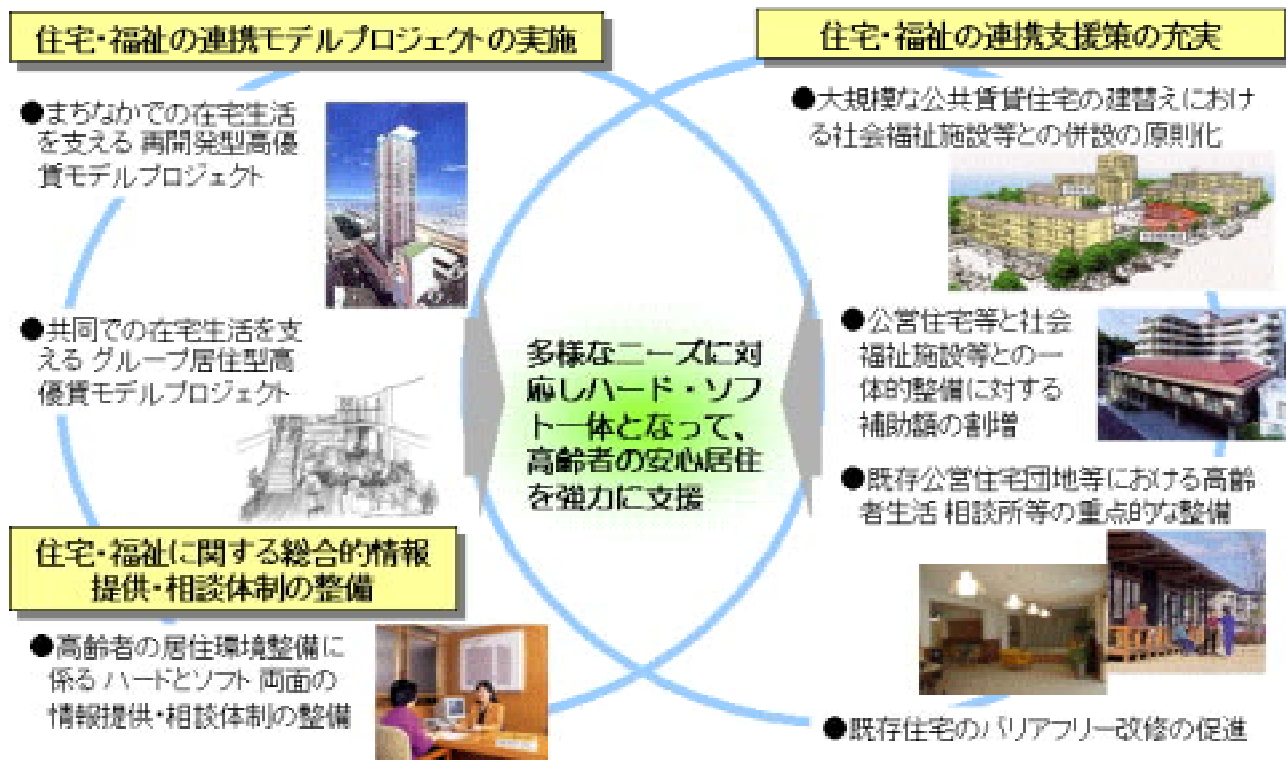 住宅・福祉の連携モデルプロジェクトの実施
●まちなかでの在宅生活
を支える 再開発型高優
賃モデルプロジェクト
●共同での在宅生活を支
える グループ居住型高
優賃モデルプロジェクト
住宅・福祉に関する総合的情報
提供・相談体制の整備
●高齢者の居住環境整備に
係る ハードとソフト 両面の
情報提供・相談体制の整備
多様なニーズに対
応しハード・ソフ
ト一体となって、
高齢者の安心居住
を強力に支援
住宅・福祉の連携支援策の充実
●大規模な公共賃貸住宅の建替えにおけ
る社会福祉施設等との併設の原則化
●公営住宅等と社会
福祉施設等との一
体的整備に対する
補助額の割増
●既存公営住宅団地等における高齢
者生活 相談所等の重点的な整備
●既存住宅のバリアフリー改修の促進